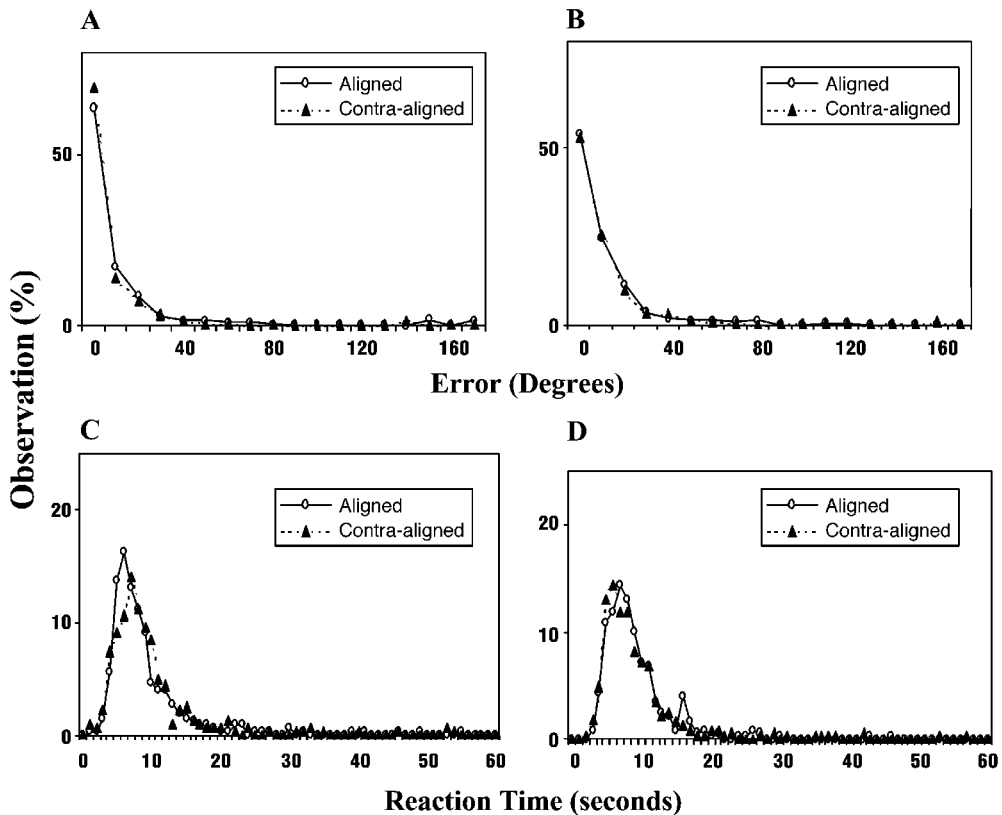 A
B
Aligned
Contra-aligned
Aligned
Contra-aligned
50
50
0
0
0 40 80 120 160
0 40 80 120 160
Error (Degrees)
Observation (%)
C
D
Aligned
Contra-aligned
Aligned
Contra-aligned
20
20
10
10
0
0
0 10 20 30 40 50 60
0 10 20 30 40 50 60
Reaction Time (seconds)